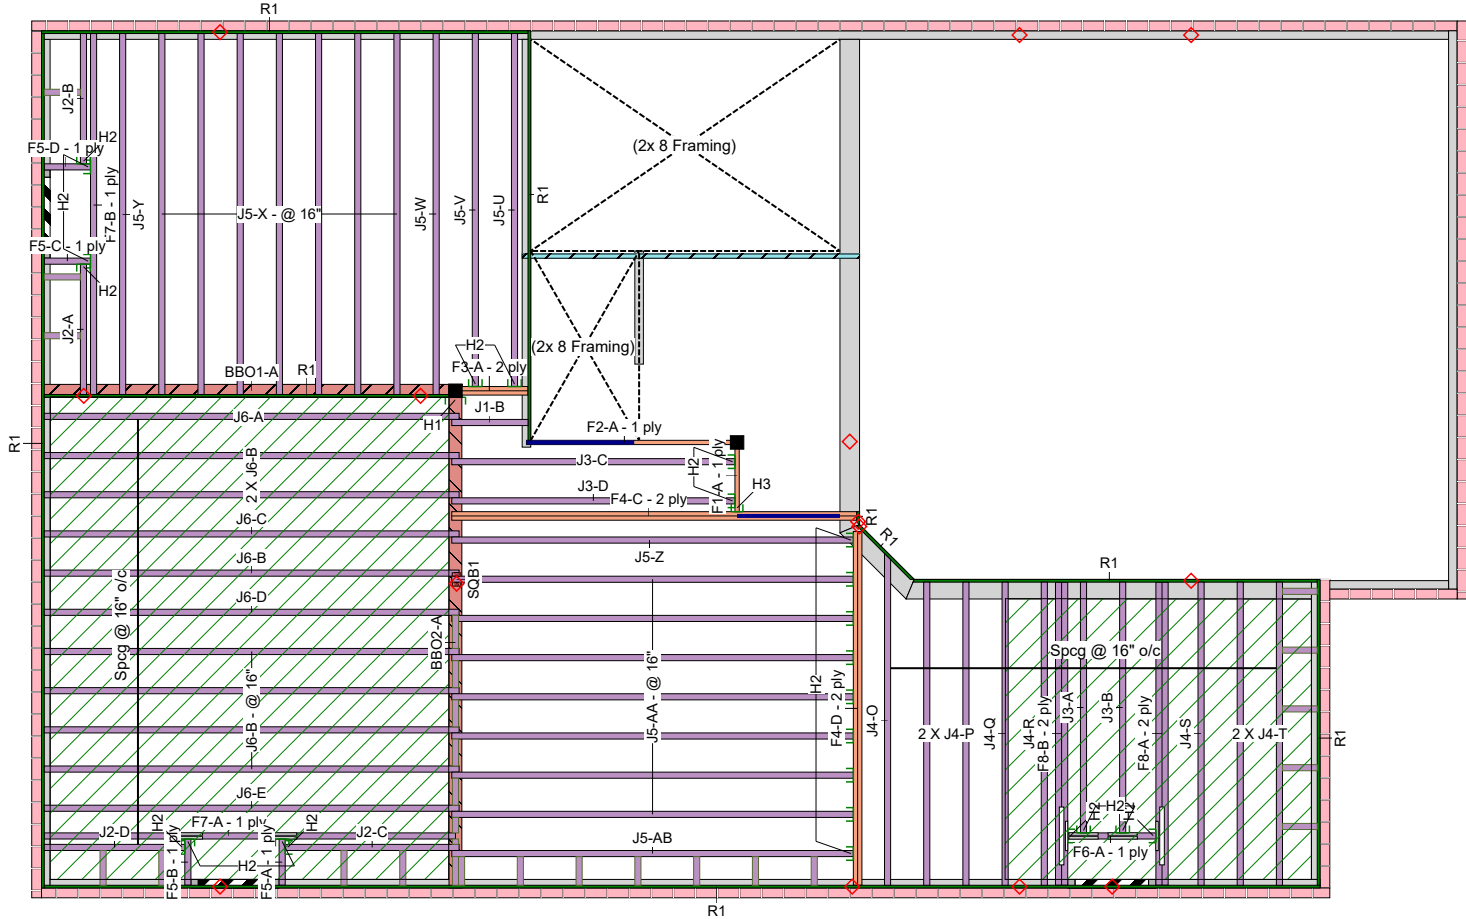 R1
J2-B
H2
F5-D - 1 ply
H2
F7-B - 1 ply
J5-Y
J5-X - @ 16"
J5-W
J5-V
J5-U
R1
(2x 8 Framing)
F5-C - 1 ply
H2
J2-A
(2x 8 Framing)
H2
F3-A - 2 ply
BBO1-A
R1
J1-B
J6-A
H1
F2-A - 1 ply
R1
2 X J6-B
J3-C
H2
F1-A - 1 ply
J3-D
H3
F4-C - 2 ply
J6-C
R1
R1
J6-B
J5-Z
SQB1
R1
J6-D
Spcg @ 16" o/c
BBO2-A
Spcg @ 16" o/c
J6-B - @ 16"
J5-AA - @ 16"
H2
F4-D - 2 ply
J4-O
2 X J4-P
J4-Q
J4-R
F8-B - 2 ply
J3-A
J3-B
F8-A - 2 ply
J4-S
2 X J4-T
R1
J6-E
H2
H2
H2
J2-D
H2
F7-A - 1 ply
H2
J2-C
J5-AB
F6-A - 1 ply
F5-B - 1 ply
H2
F5-A - 1 ply
R1